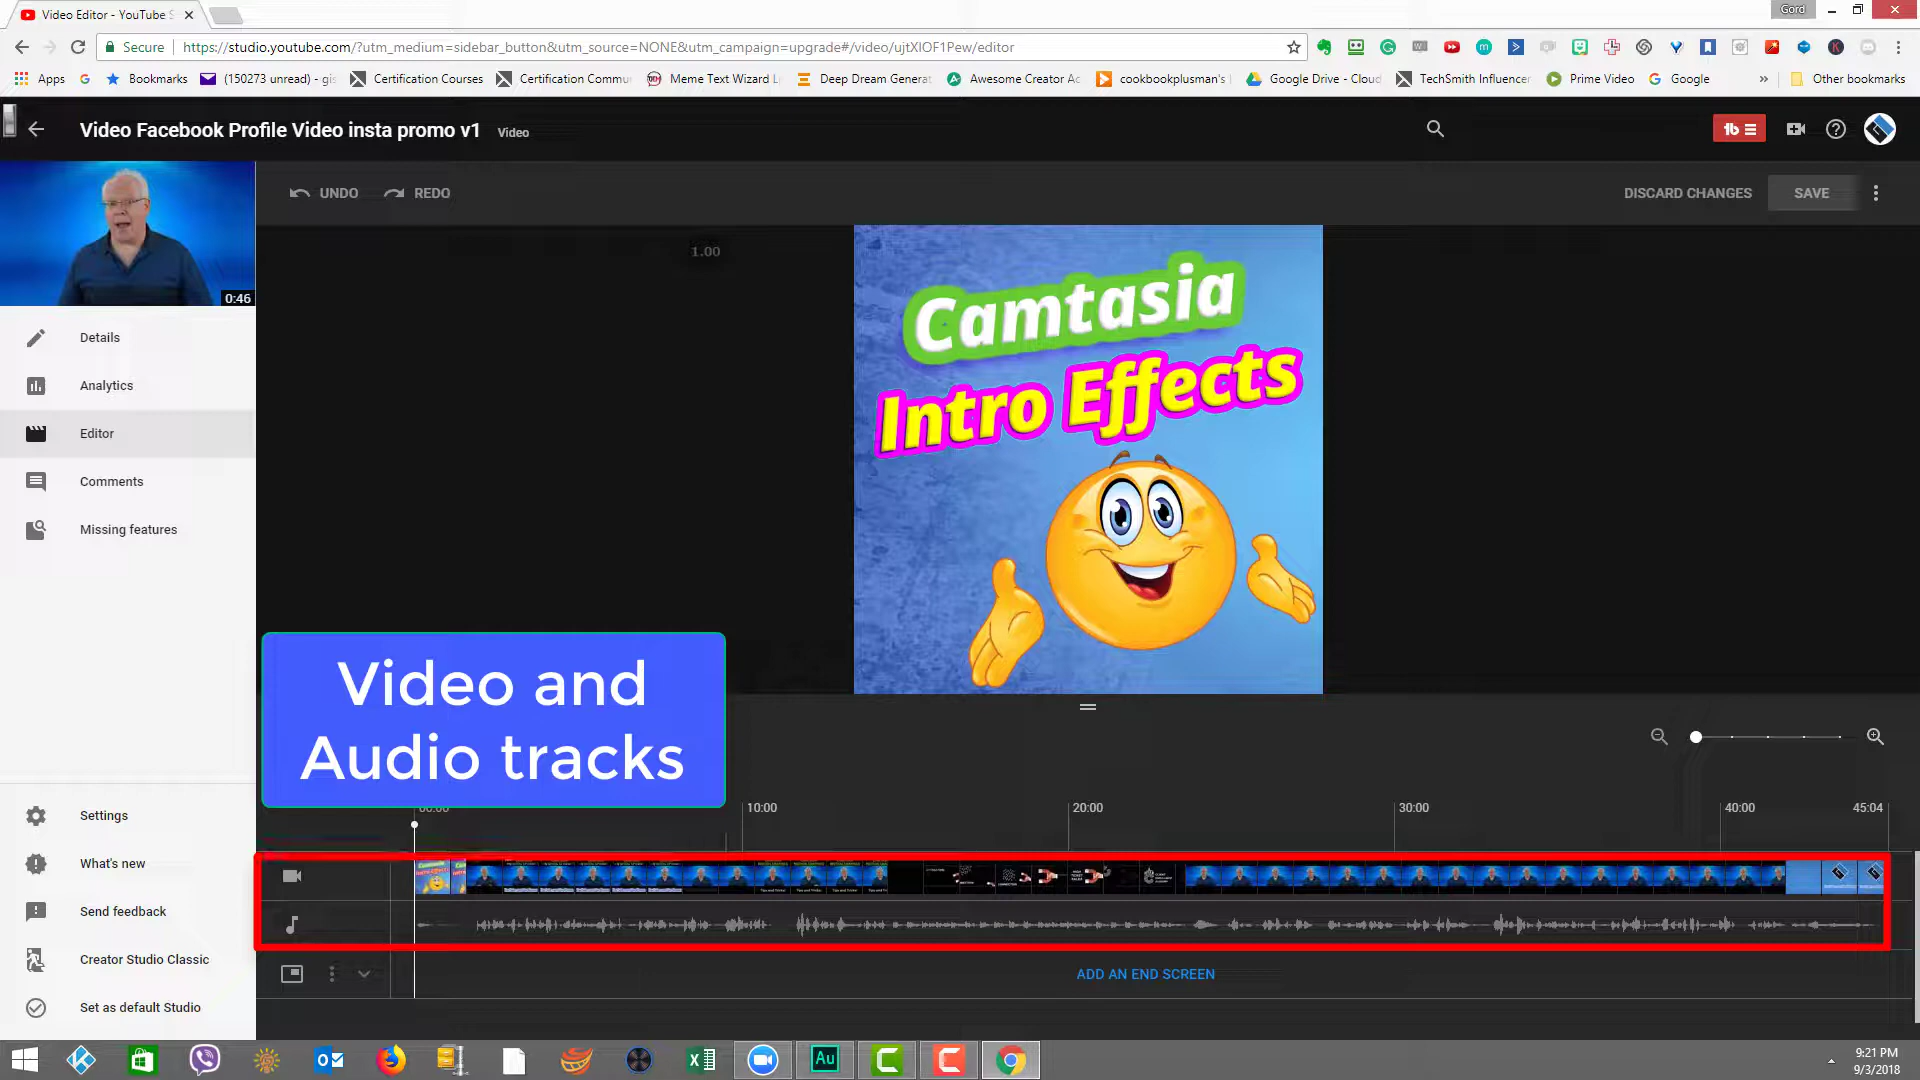 Video Editor - YouTube S
Gord
Secure
https://studio.youtube.com/?utm_medium=sidebar_button&utm_source=NONE&utm_campaign=upgrade#/video/ujtXIOF1Pew/editor
Apps
Bookmarks
(150273 unread) - gis
Certification Courses
Certification Commu
Meme Text Wizard L
Deep Dream Generat
Awesome Creator Ac
cookbookplusman's
Google Drive - Cloud
TechSmith Influencer
Prime Video
Google
Other bookmarks
Video Facebook Profile Video insta promo v1
Video
UNDO
REDO
DISCARD CHANGES
SAVE
0:46
1.00
Camtasia
Intro Effects
Details
Analytics
Editor
Comments
Missing features
Video and
Audio tracks
00:00
10:00
20:00
30:00
40:00
45:04
Settings
What's new
Send feedback
Creator Studio Classic
Set as default Studio
ADD AN END SCREEN
Au
9:21 PM
9/3/2018